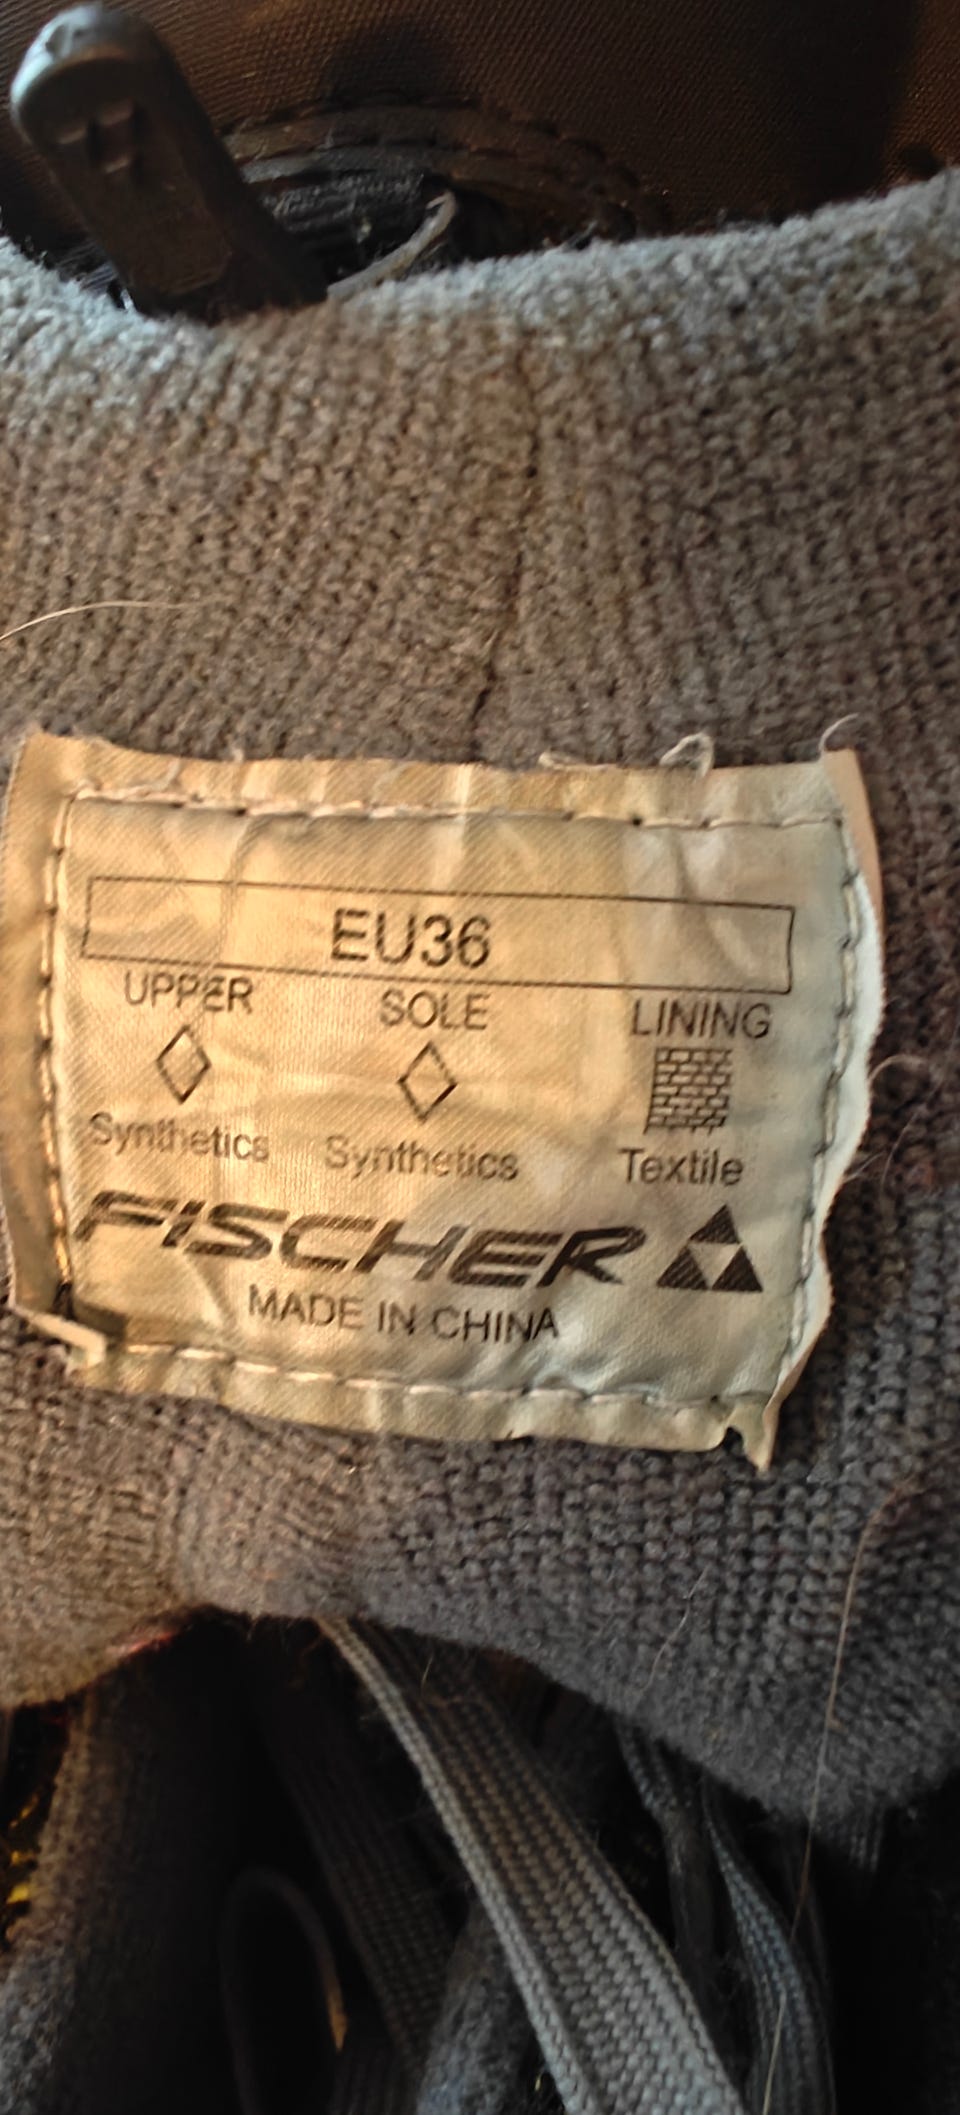 EU36
UPPER SOLE LINING
Synthetics Synthetics Textile
FISCHER
MADE IN CHINA